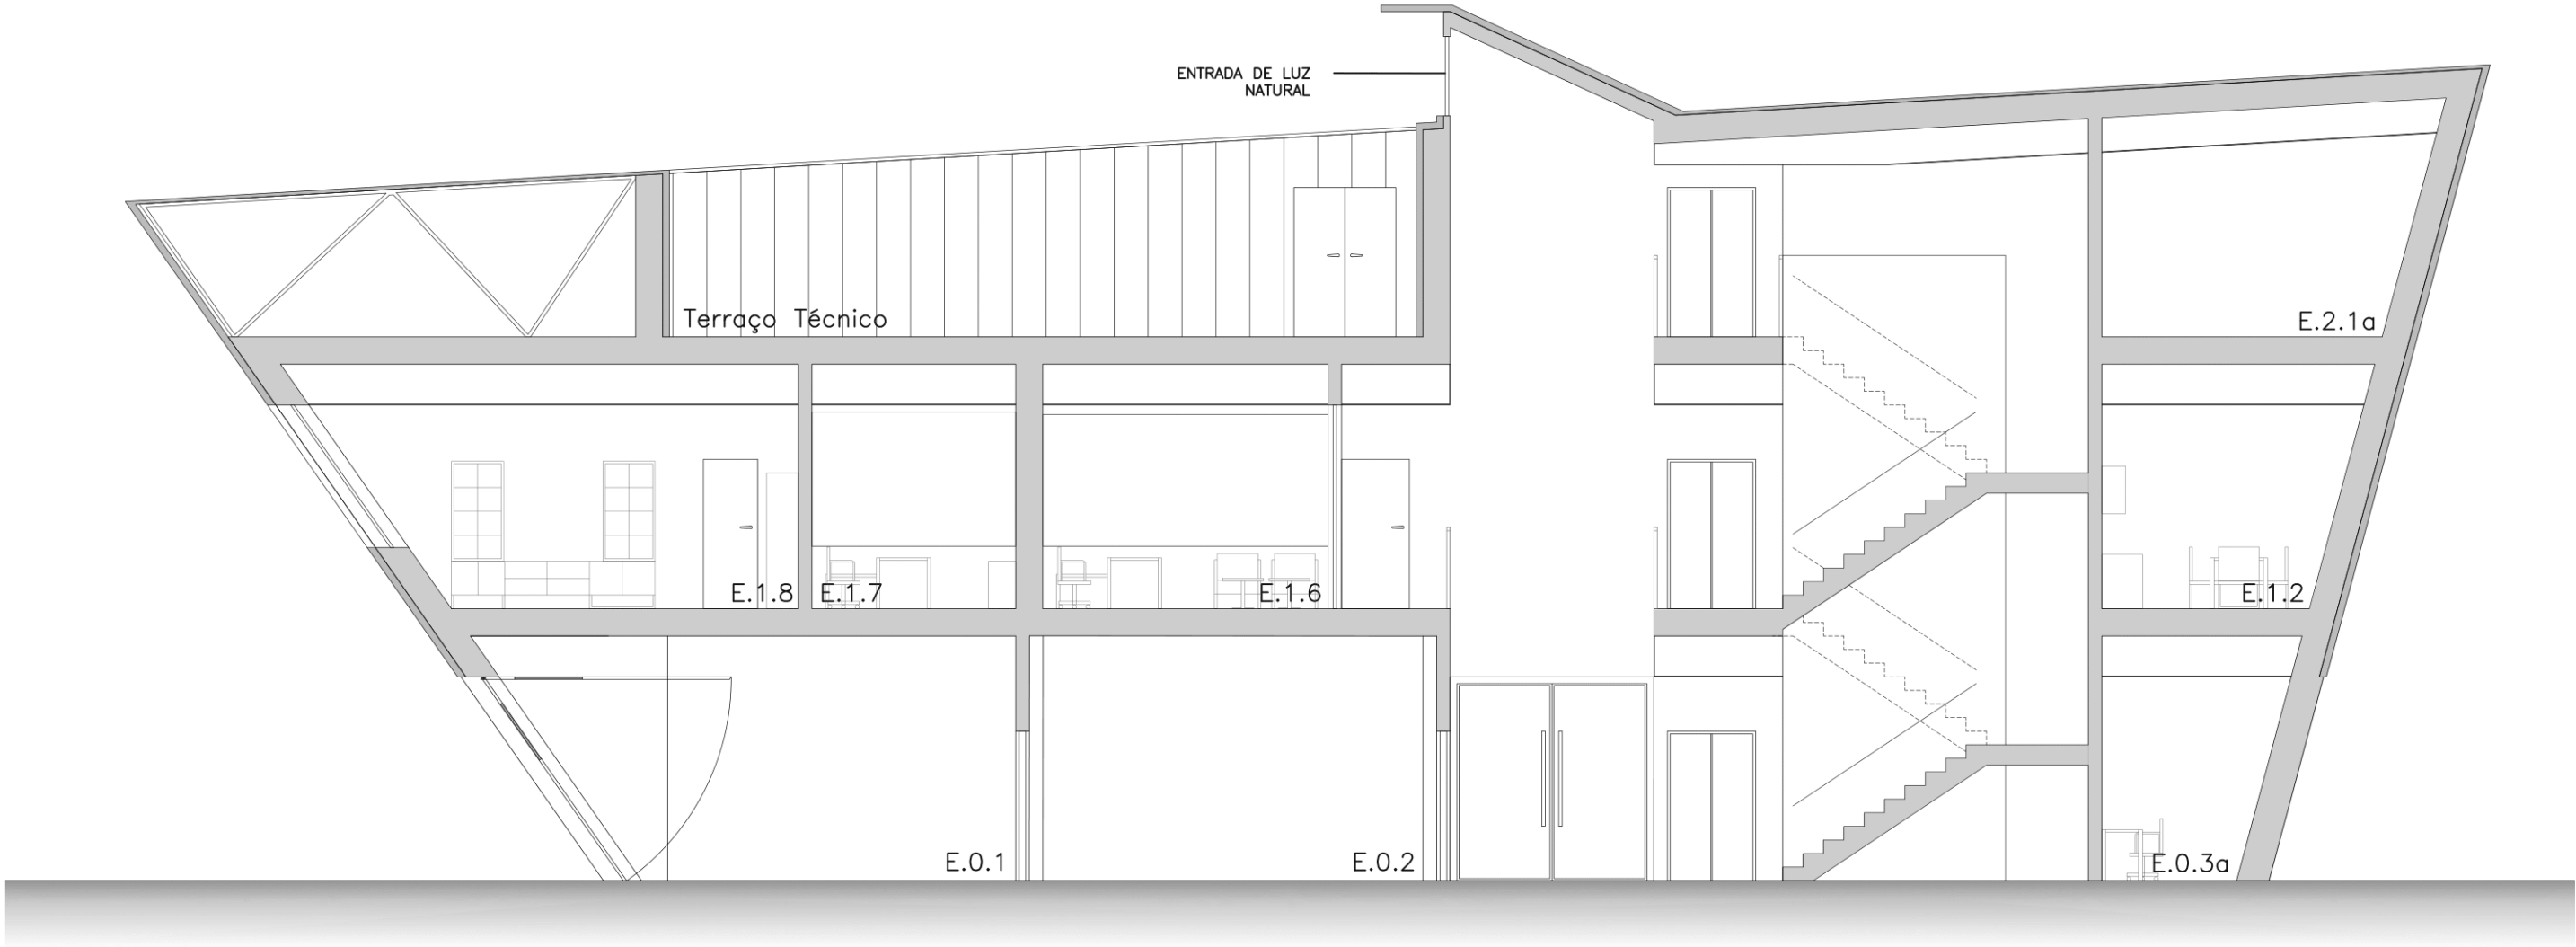 ENTRADA DE LUZ
NATURAL
Terraço Técnico
E.2.1a
E.1.8
E.1.7
E.1.6
E.1.2
E.0.1
E.0.2
E.0.3a